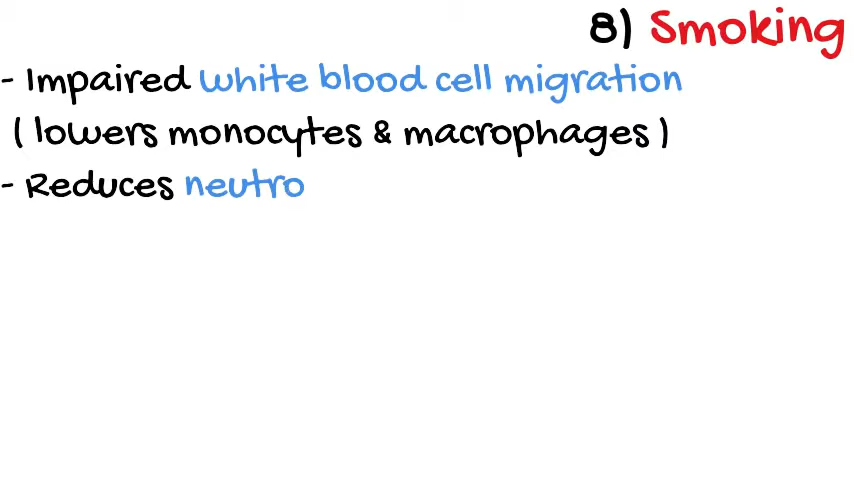 8) Smoking
- Impaired white blood cell migration
( lowers monocytes & macrophages )
- Reduces neutro